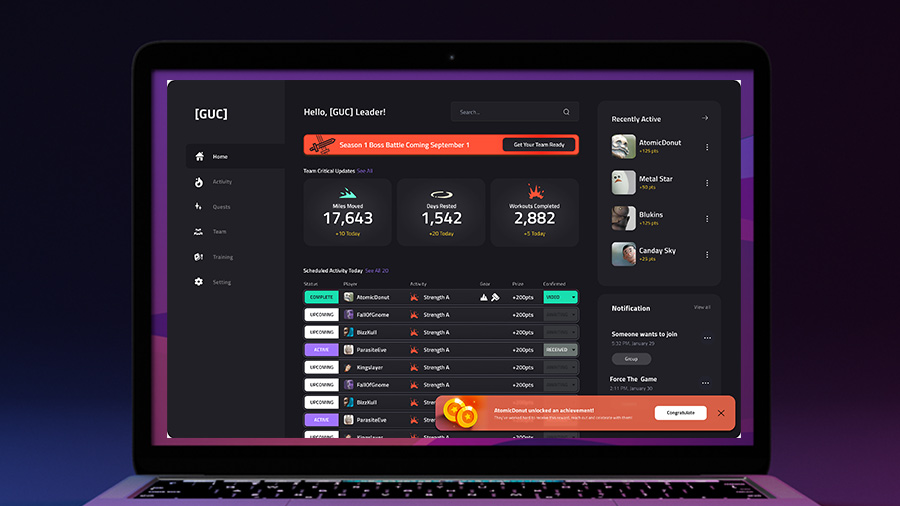 [GUC]
Home
Activity
Quests
Team
Training
Setting
Hello, [GUC] Leader!
Search...
Season 1 Boss Battle Coming September 1
Get Your Team Ready
Team Critical Updates See All
Miles Moved
17,643
+10 Today
Days Rested
1,542
+20 Today
Workouts Completed
2,882
+5 Today
Scheduled Activity Today See All 20
Status Player Activity Gear Prize Confirmed
COMPLETE AtomicDonut Strength A +200pts VIDEO
UPCOMING FallOfGnome Strength A +200pts
UPCOMING BizzKull Strength A +200pts
ACTIVE ParasiteEve Strength A +200pts RECEIVED
UPCOMING Kingslayer Strength A +200pts
UPCOMING FallOfGnome Strength A +200pts
UPCOMING BizzKull Strength A
ACTIVE ParasiteEve Strength A
UPCOMING Kingslayer Strength A +200pts
Recently Active
AtomicDonut
+125 pts
Metal Star
+50 pts
Blukins
+125 pts
Canday Sky
+25 pts
Notification
View all
Someone wants to join
5:32 PM, January 29
Group
Force The Game
2:11 PM, January 30
AtomicDonut unlocked an achievement!
Congratulate